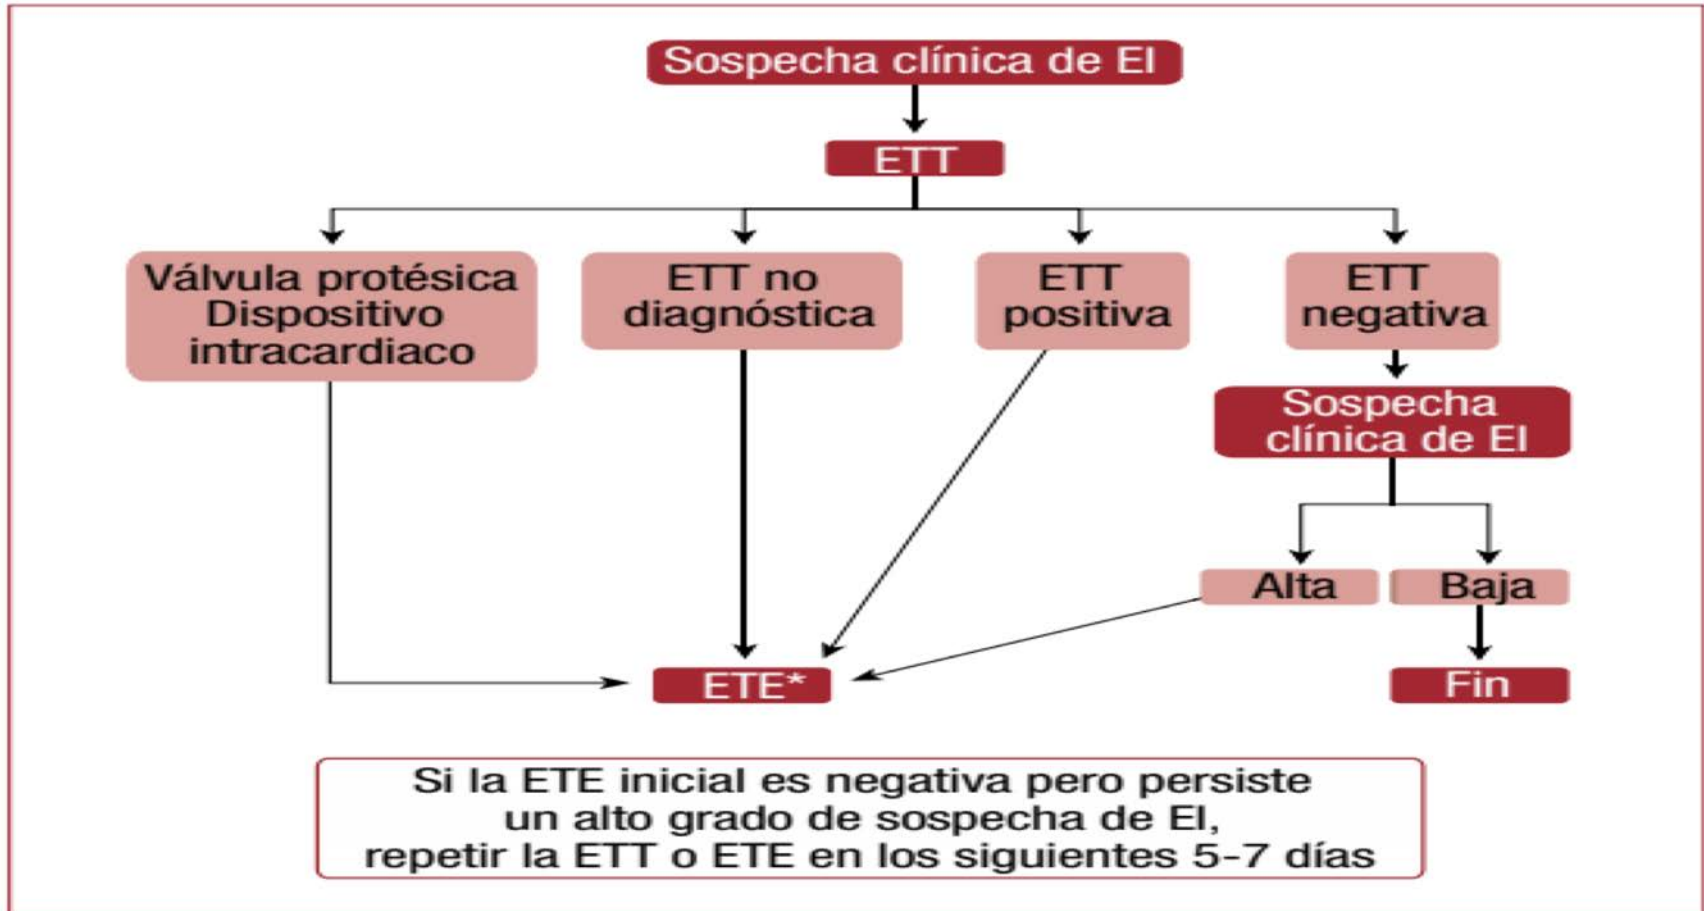 Sospecha clínica de EI
ETT
Válvula protésica
Dispositivo
intracardiaco
ETT no
diagnóstica
ETT
positiva
ETT
negativa
Sospecha
clínica de EI
Alta
Baja
ETE*
Fin
Si la ETE inicial es negativa pero persiste
un alto grado de sospecha de EI,
repetir la ETT o ETE en los siguientes 5-7 días